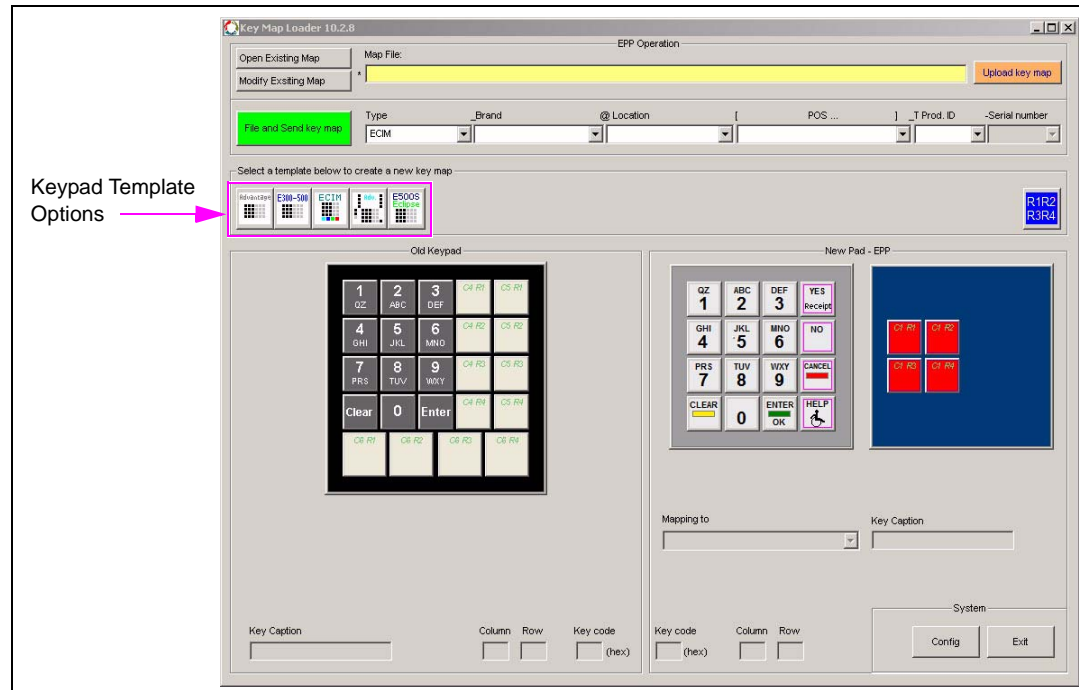 Key Map Loader 10.2.8
EPP Operation
Open Existing Map
Map File:
Modify Exsiting Map
*
Upload key map
File and Send key map
Type _Brand @ Location [ POS ... ] _T Prod. ID -Serial number
ECIM
Select a template below to create a new key map
Keypad Template
Options
Advantage E300-500 ECIM Adv. E500S
Eclipse
R1R2
R3R4
Old Keypad
1 2 3 C4 R1 C5 R1
QZ ABC DEF
4 5 6 C4 R2 C5 R2
GHI JKL MNO
7 8 9 C4 R3 C5 R3
PRS TUV WXY
Clear 0 Enter C4 R4 C5 R4
C6 R1 C6 R2 C6 R3 C6 R4
Key Caption Column Row Key code
(hex)
New Pad - EPP
QZ ABC DEF YES
1 2 3 Receipt
GHI JKL MNO NO
4 5 6
PRS TUV WXY CANCEL
7 8 9
CLEAR 0 ENTER HELP
OK
C1 R1 C1 R2
C1 R3 C1 R4
Mapping to Key Caption
Key code Column Row
(hex)
System
Config Exit